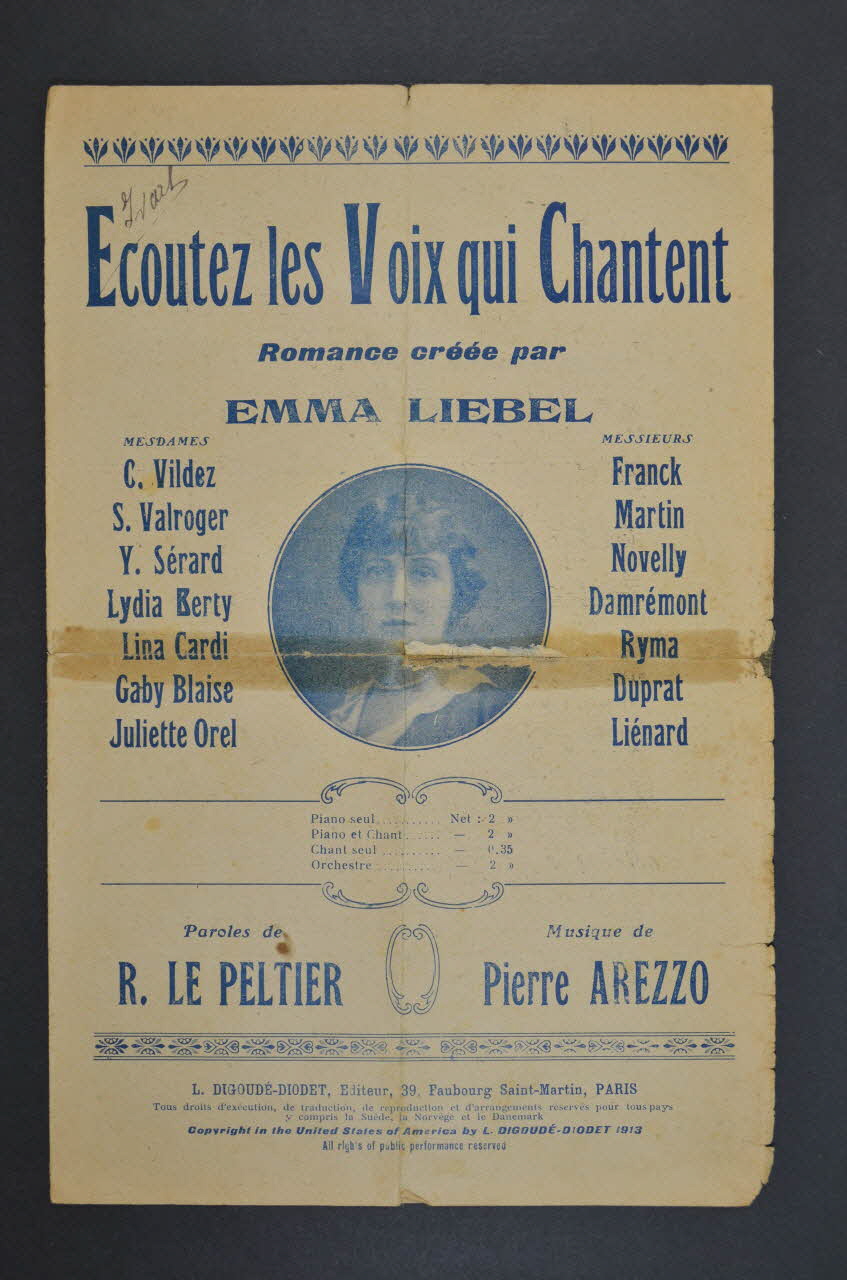 Ecoutez les Voix qui Chantent
Romance créée par
EMMA LIEBEL
MESDAMES
C. Vildez
S. Valroger
Y. Sérard
Lydia Berty
Lina Cardi
Gaby Blaise
Juliette Orel
MESSIEURS
Franck
Martin
Novelly
Damrémont
Ryma
Duprat
Liénard
Piano seul........... Net : 2 »
Piano et Chant...... — 2 »
Chant seul .......... — 0.35
Orchestre ........... — 2 »
Paroles de
R. LE PELTIER
Musique de
Pierre AREZZO
L. DIGOUDÉ-DIODET, Editeur, 39, Faubourg Saint-Martin, PARIS
Tous droits d'exécution, de traduction, de reproduction et d'arrangements réservés pour tous pays
y compris la Suède, la Norvège et le Danemark
Copyright in the United States of America by L. DIGOUDÉ-DIODET 1913
All rights of public performance reserved